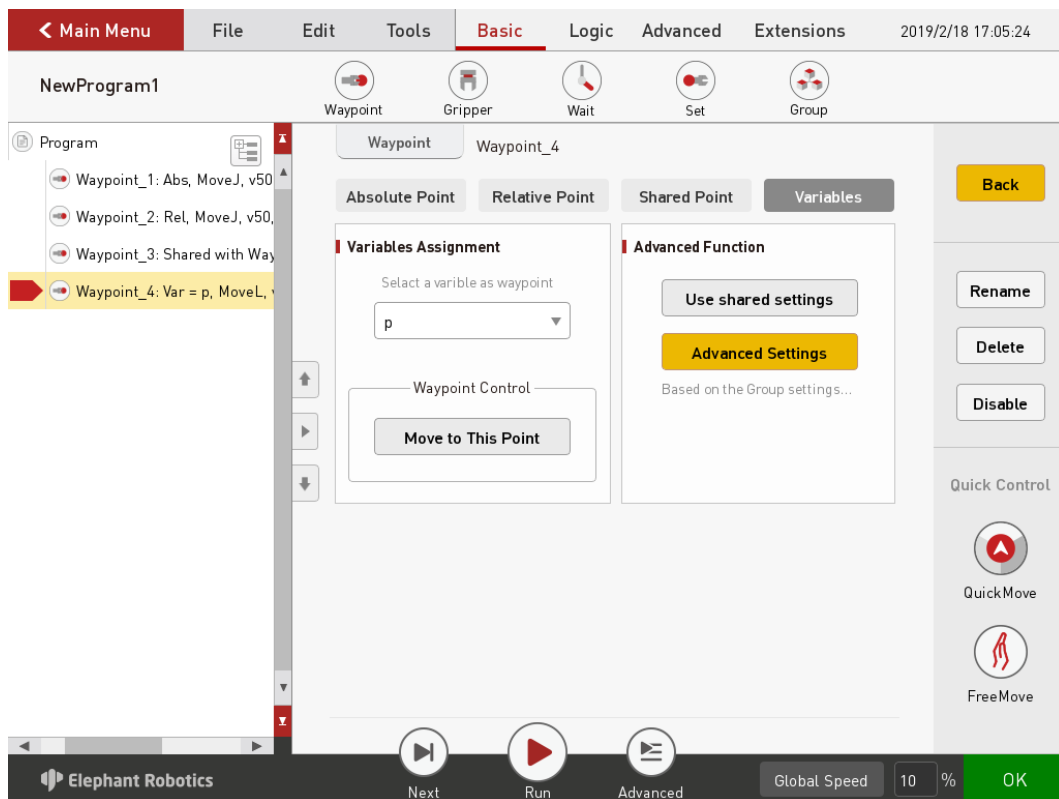 Main Menu File Edit Tools Basic Logic Advanced Extensions 2019/2/18 17:05:24
NewProgram1
Waypoint Gripper Wait Set Group
Program
Waypoint_1: Abs, MoveJ, v50
Waypoint_2: Rel, MoveJ, v50,
Waypoint_3: Shared with Way
Waypoint_4: Var = p, MoveL,
Waypoint Waypoint_4
Absolute Point Relative Point Shared Point Variables
Variables Assignment
Select a varible as waypoint
p
Waypoint Control
Move to This Point
Advanced Function
Use shared settings
Advanced Settings
Based on the Group settings...
Back
Rename
Delete
Disable
Quick Control
QuickMove
FreeMove
Elephant Robotics
Next Run Advanced
Global Speed 10 % OK